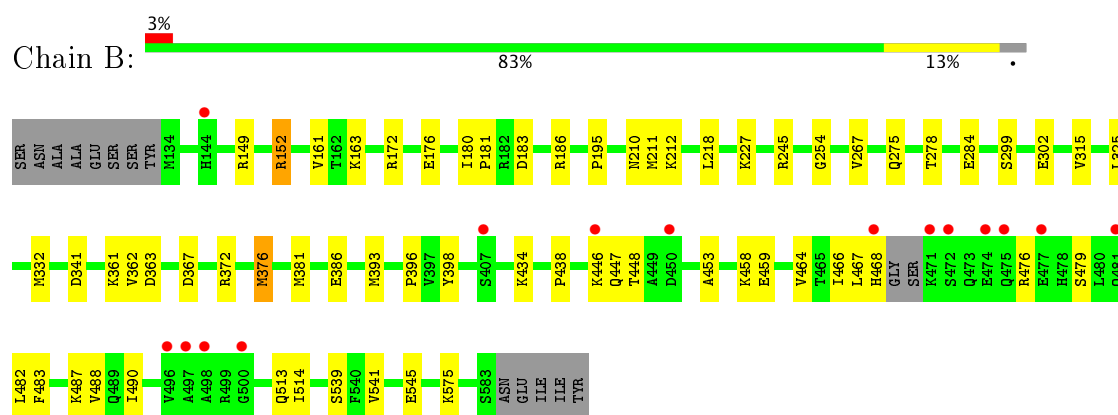 3%
Chain B:
83%
13%
•
SER ASN ALA ALA GLU SER SER TYR M134 H144 R149 R152 V161 T162 K163 R172 E176 I180 P181 R182 D183 R186 P195 N210 M211 K212 L218 K227 R245 G254 V267 Q275 T278 E284 S299 E302 V315 L325
M332 D341 K361 V362 D363 D367 R372 M376 M381 E386 M393 P396 V397 Y398 S407 K434 P438 K446 Q447 T448 A449 D450 A453 K458 E459 V464 T465 I466 L467 H468 GLY SER K471 S472 Q473 E474 Q475 R476 E477 H478 S479 L480 Q481
L482 F483 K487 V488 Q489 I490 V496 A497 A498 R499 G500 Q513 I514 S539 F540 V541 E545 K575 S583 ASN GLU ILE ILE TYR